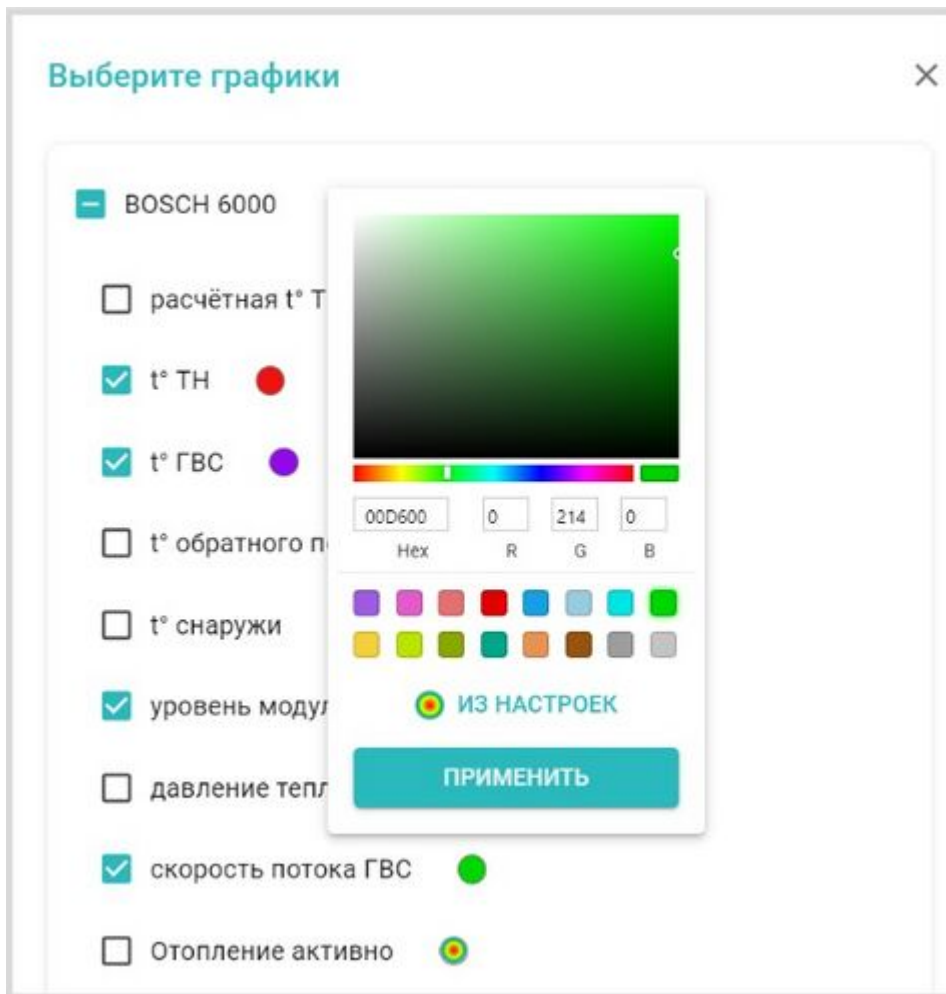 Выберите графики
BOSCH 6000
расчётная t° Т
t° ТН
t° ГВС
00D600 0 214 0
Hex R G B
t° обратного п
t° снаружи
уровень модул
ИЗ НАСТРОЕК
давление тепл
ПРИМЕНИТЬ
скорость потока ГВС
Отопление активно